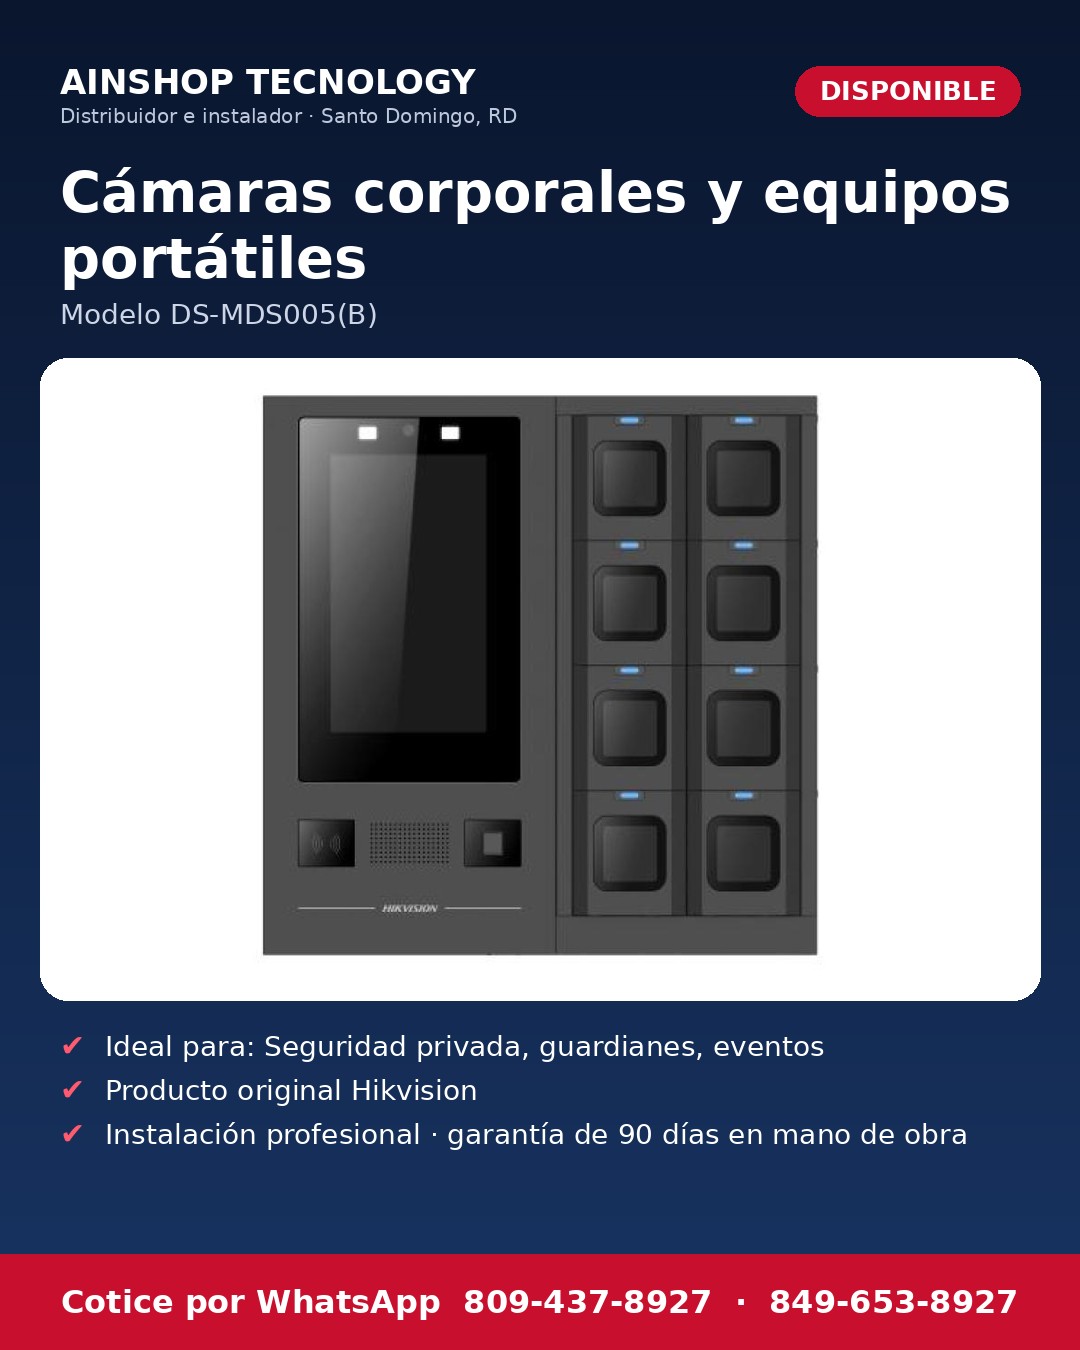 AINSHOP TECNOLOGY
Distribuidor e instalador · Santo Domingo, RD
DISPONIBLE
Cámaras corporales y equipos
portátiles
Modelo DS-MDS005(B)
HIKVISION
✔ Ideal para: Seguridad privada, guardianes, eventos
✔ Producto original Hikvision
✔ Instalación profesional · garantía de 90 días en mano de obra
Cotice por WhatsApp 809-437-8927 · 849-653-8927